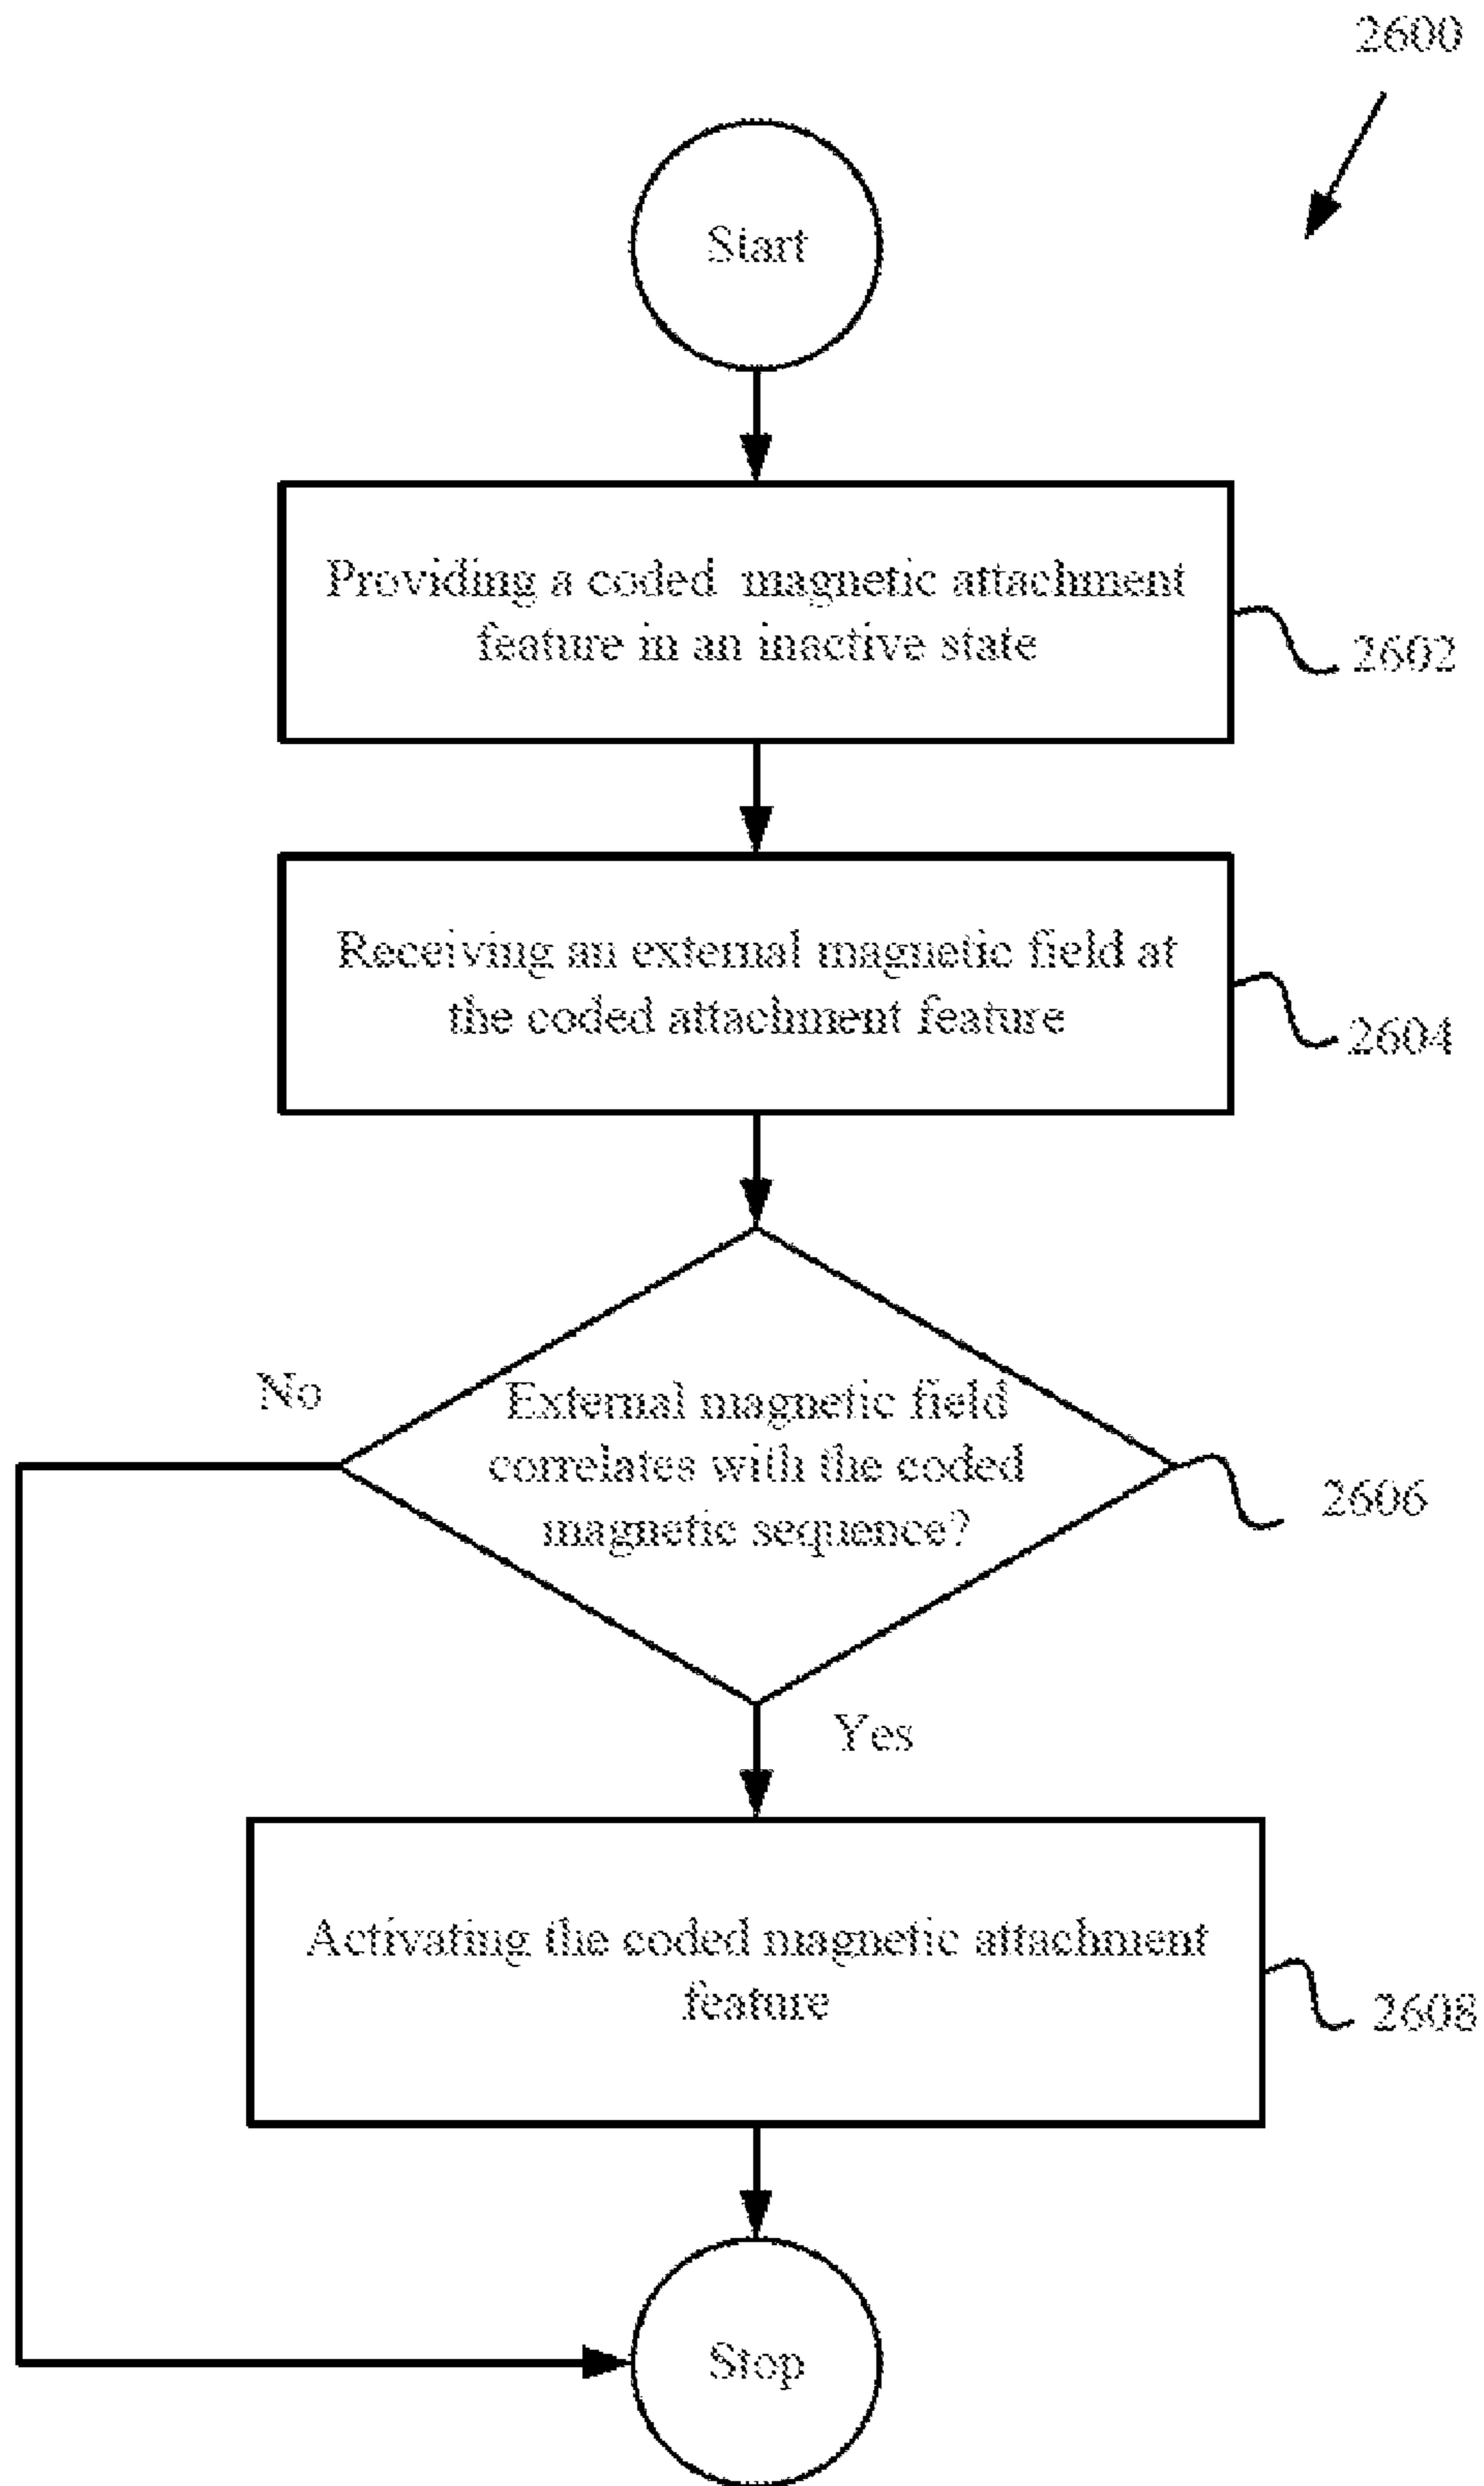 2600
Start
Providing a coded magnetic attachment
feature in an inactive state
2602
Receiving an external magnetic field at
the coded attachment feature
2604
No
External magnetic field
correlates with the coded
magnetic sequence?
2606
Yes
Activating the coded magnetic attachment
feature
2608
Stop